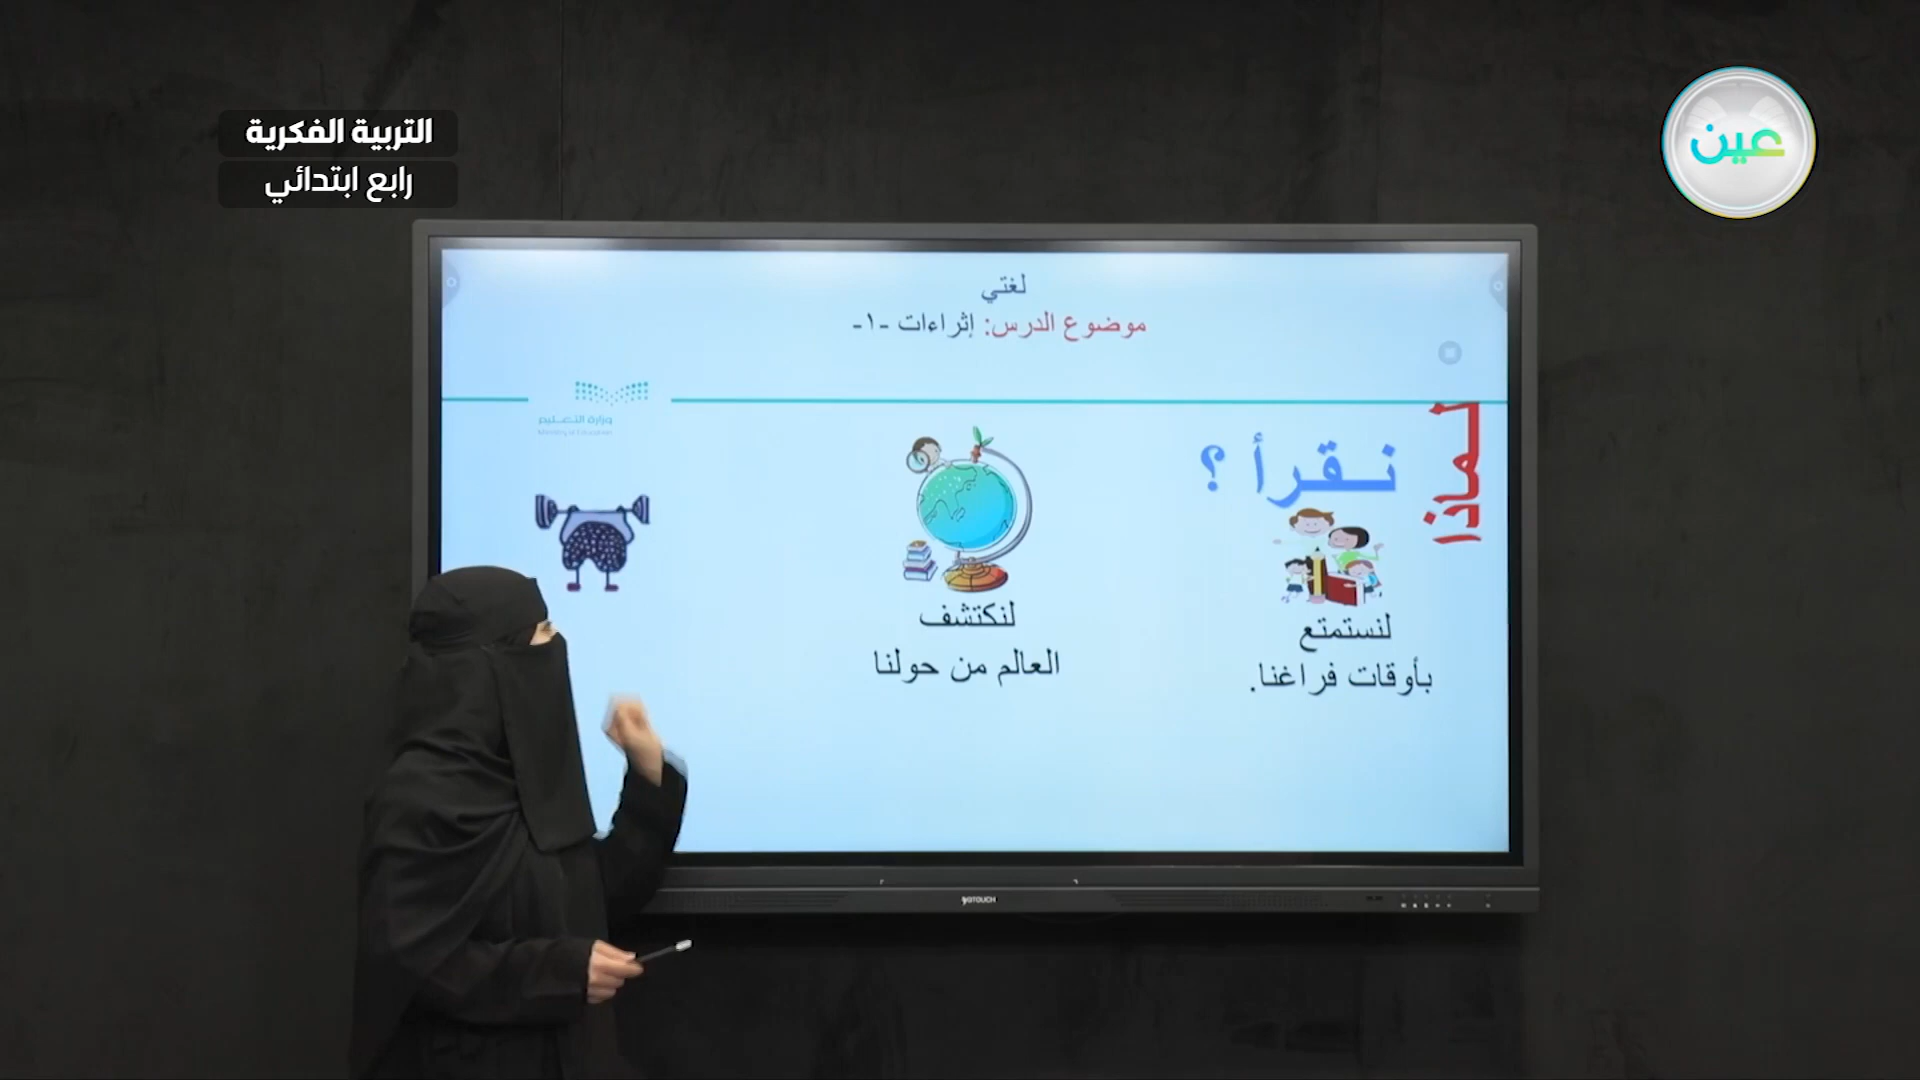 التربية الفكرية
رابع ابتدائي
عين
لغتي
موضوع الدرس: إثراءات -١-
وزارة التعليم
Ministry of Education
لماذا
نقرأ ؟
لنستمتع
بأوقات فراغنا.
لنكتشف
العالم من حولنا